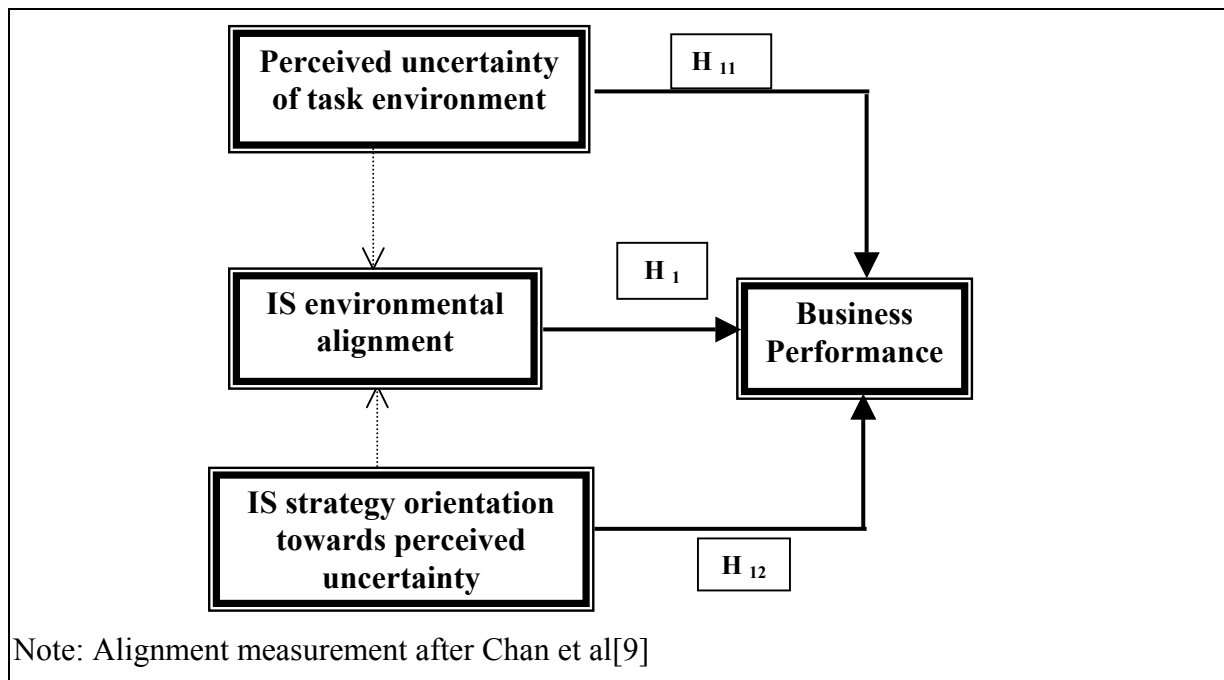 Perceived uncertainty
of task environment
H 11
IS environmental
alignment
H 1
Business
Performance
IS strategy orientation
towards perceived
uncertainty
H 12
Note: Alignment measurement after Chan et al[9]